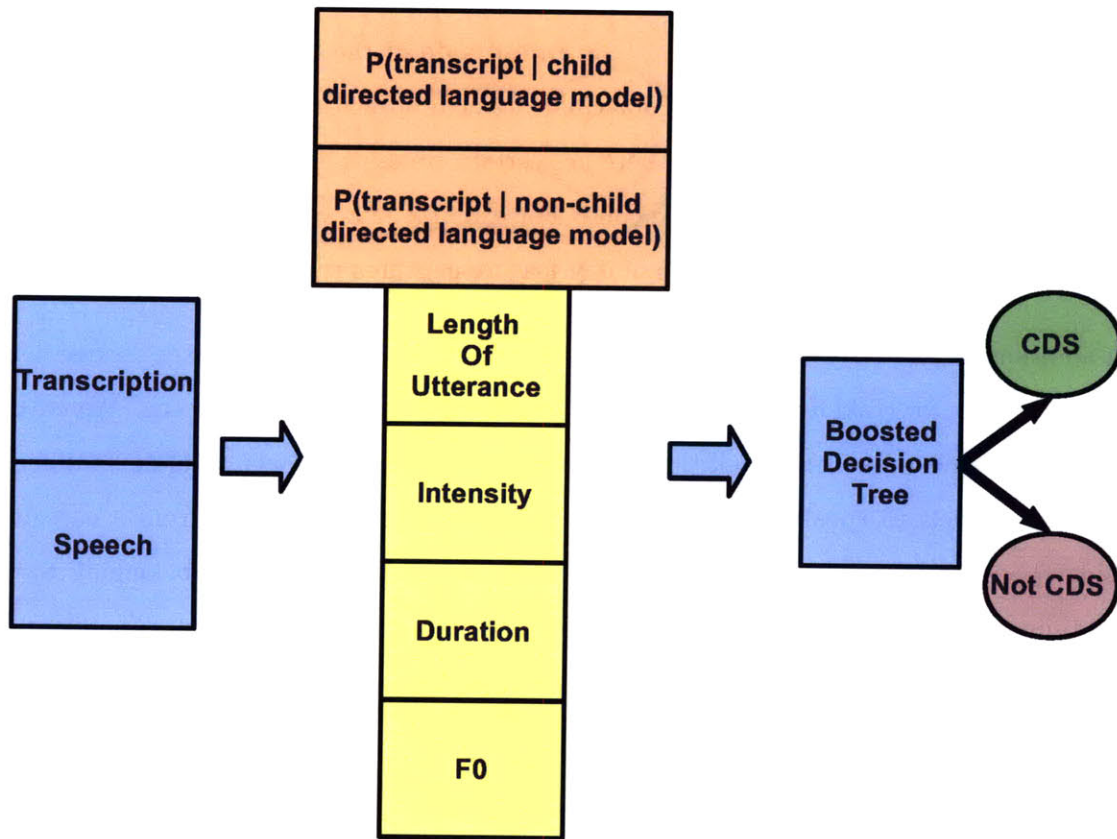 P(transcript | child
directed language model)
P(transcript | non-child
directed language model)
Transcription
Speech
Length
Of
Utterance
Intensity
Duration
F0
Boosted
Decision
Tree
CDS
Not CDS